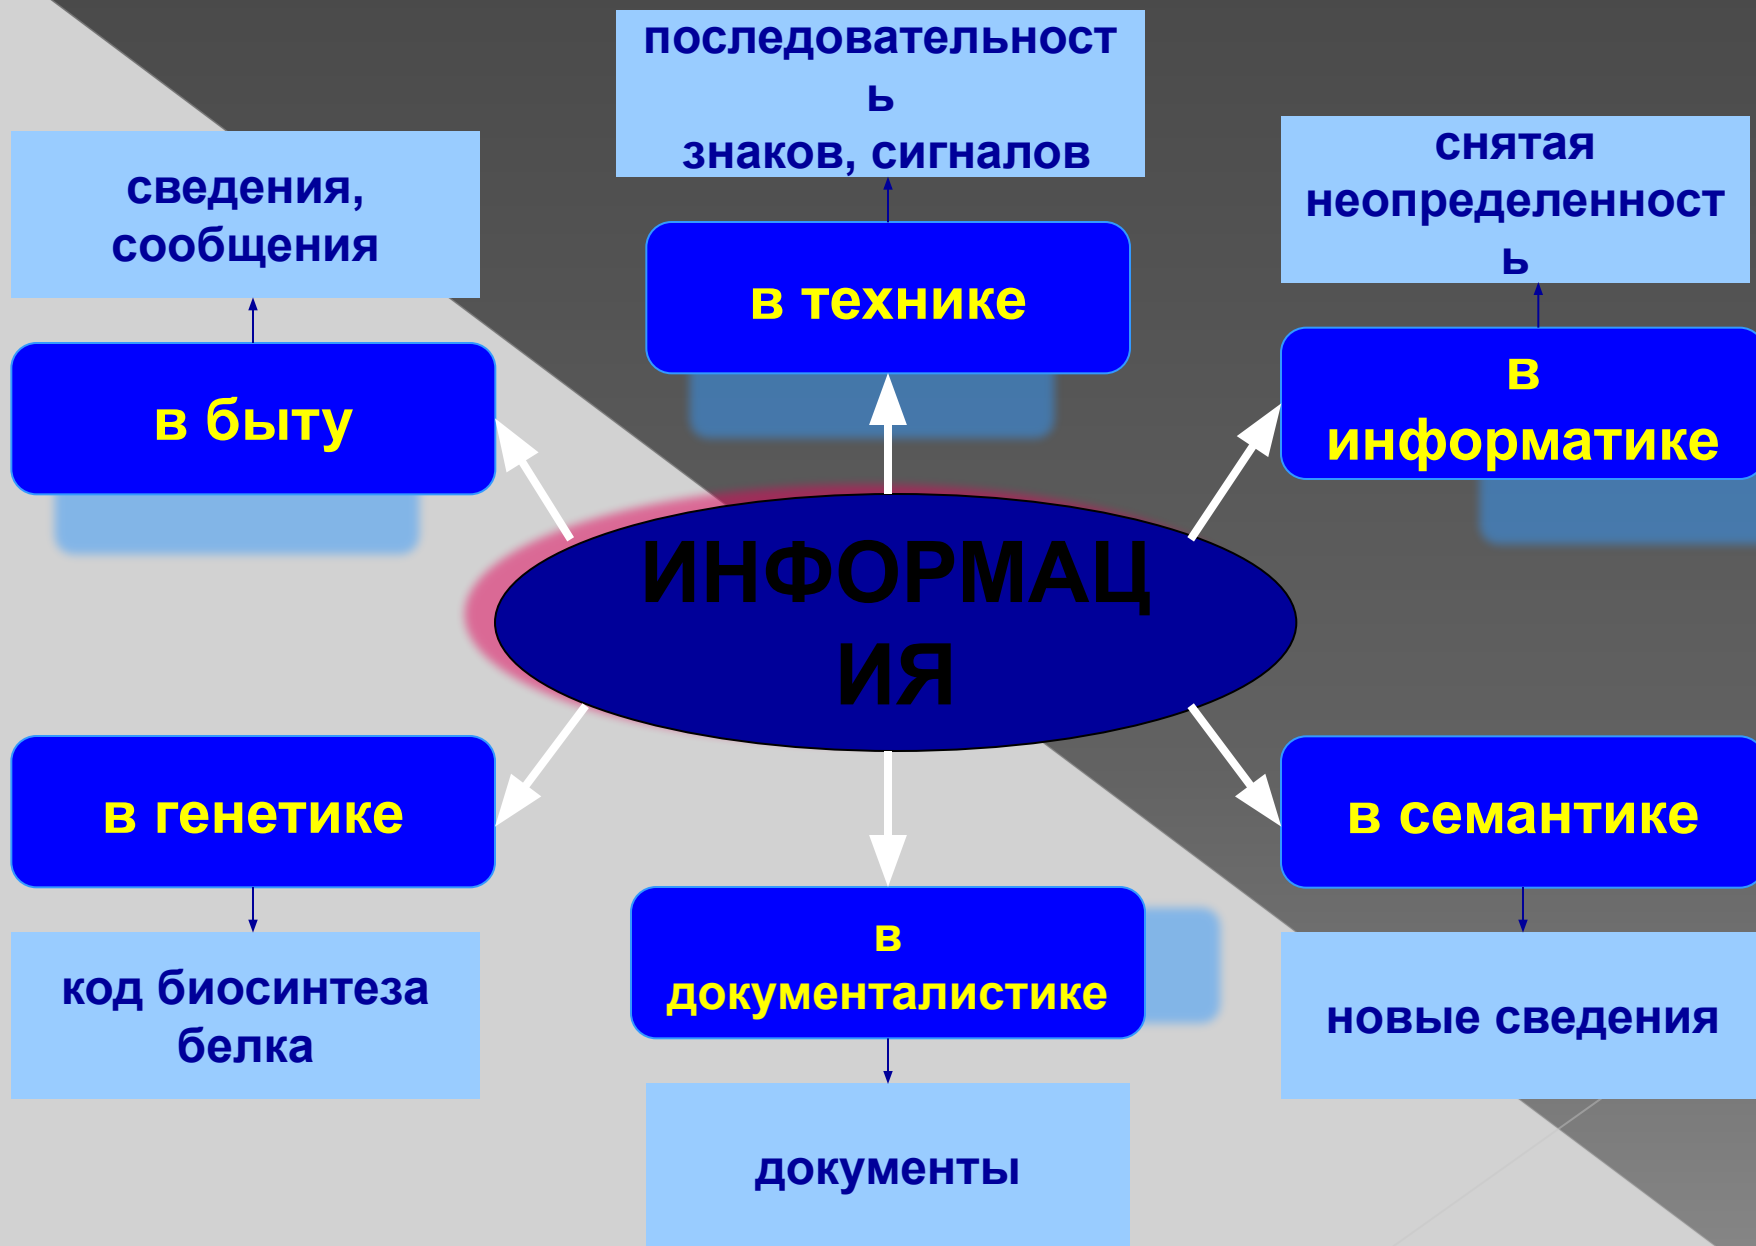 последовательност
ь
знаков, сигналов
сведения,
сообщения
снятая
неопределенност
ь
в технике
в быту
в
информатике
ИНФОРМАЦ
ИЯ
в генетике
в семантике
в
документалистике
код биосинтеза
белка
новые сведения
документы